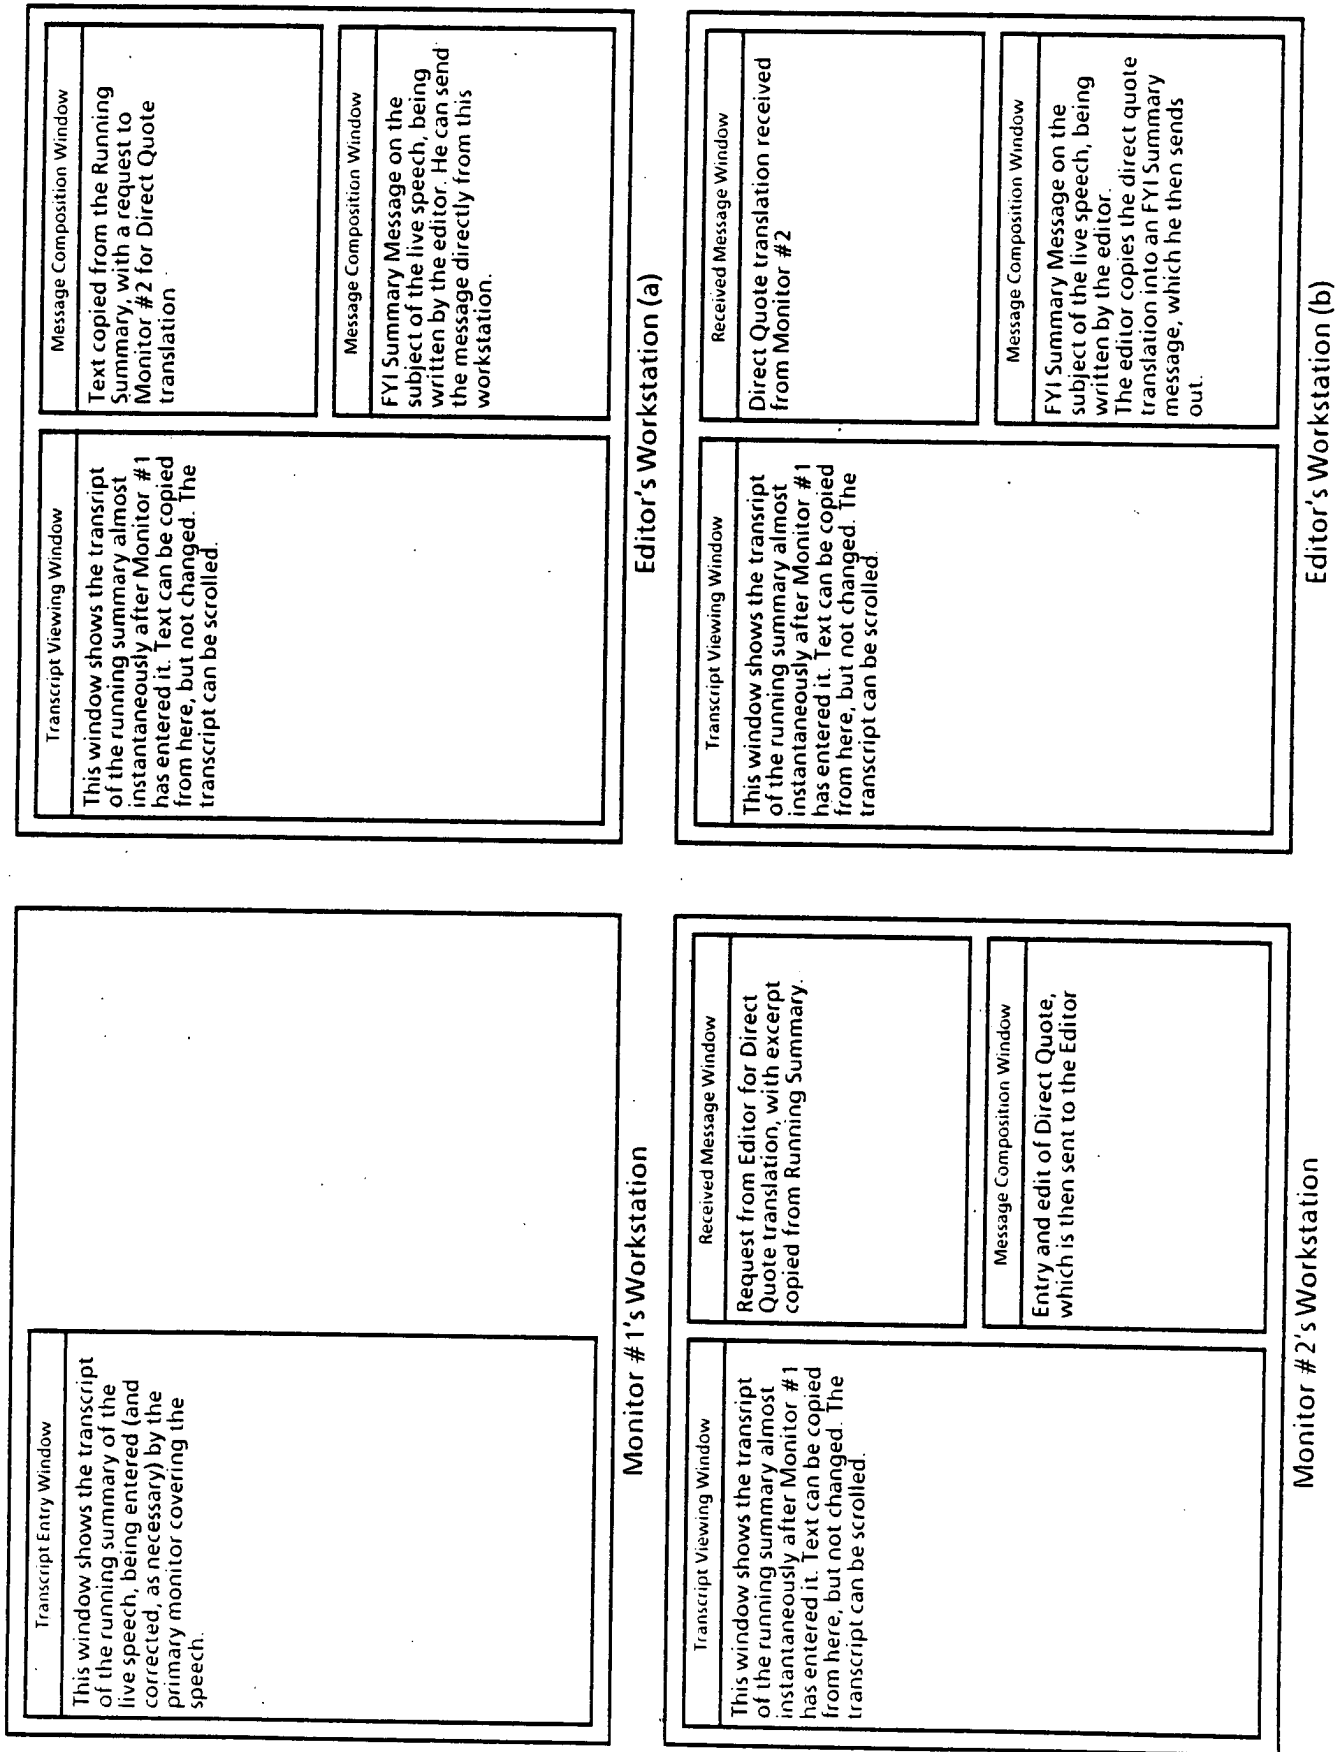 Transcript Entry Window
This window shows the transcript
of the running summary of the
live speech, being entered (and
corrected, as necessary) by the
primary monitor covering the
speech.
Monitor #1's Workstation
Transcript Viewing Window
This window shows the transript
of the running summary almost
instantaneously after Monitor #1
has entered it. Text can be copied
from here, but not changed. The
transcript can be scrolled.
Message Composition Window
Text copied from the Running
Summary, with a request to
Monitor #2 for Direct Quote
translation
Message Composition Window
FYI Summary Message on the
subject of the live speech, being
written by the editor. He can send
the message directly from this
workstation.
Editor's Workstation (a)
Transcript Viewing Window
This window shows the transript
of the running summary almost
instantaneously after Monitor #1
has entered it. Text can be copied
from here, but not changed. The
transcript can be scrolled.
Received Message Window
Request from Editor for Direct
Quote translation, with excerpt
copied from Running Summary.
Message Composition Window
Entry and edit of Direct Quote,
which is then sent to the Editor
Monitor #2's Workstation
Transcript Viewing Window
This window shows the transript
of the running summary almost
instantaneously after Monitor #1
has entered it. Text can be copied
from here, but not changed. The
transcript can be scrolled.
Received Message Window
Direct Quote translation received
from Monitor #2
Message Composition Window
FYI Summary Message on the
subject of the live speech, being
written by the editor.
The editor copies the direct quote
translation into an FYI Summary
message, which he then sends
out.
Editor's Workstation (b)